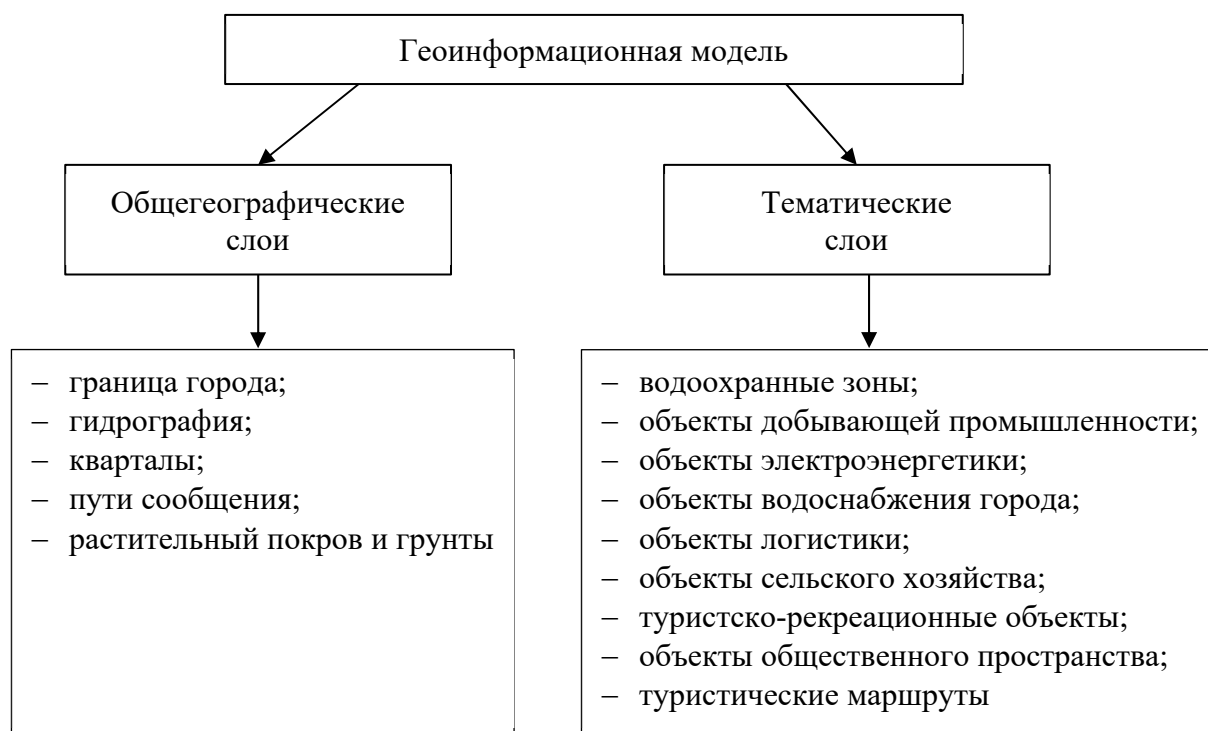 Геоинформационная модель
Общегеографические
слои
Тематические
слои
– граница города;
– гидрография;
– кварталы;
– пути сообщения;
– растительный покров и грунты
– водоохранные зоны;
– объекты добывающей промышленности;
– объекты электроэнергетики;
– объекты водоснабжения города;
– объекты логистики;
– объекты сельского хозяйства;
– туристско-рекреационные объекты;
– объекты общественного пространства;
– туристические маршруты